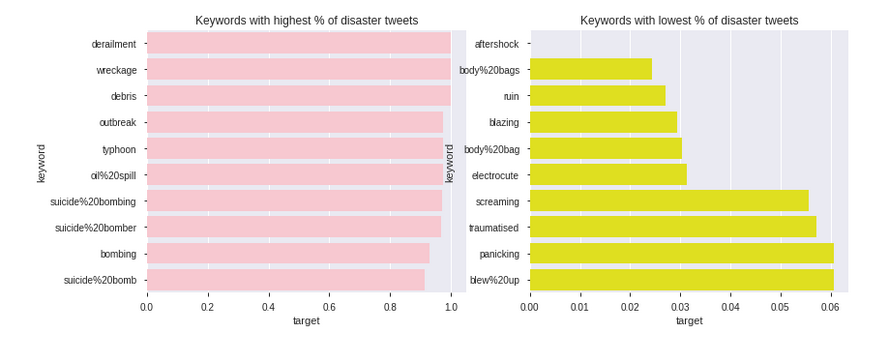 Keywords with highest % of disaster tweets
derailment
wreckage
debris
outbreak
typhoon
oil%20spill
suicide%20bombing
suicide%20bomber
bombing
suicide%20bomb
keyword
0.0 0.2 0.4 0.6 0.8 1.0
target
Keywords with lowest % of disaster tweets
aftershock
body%20bags
ruin
blazing
body%20bag
electrocute
screaming
traumatised
panicking
blew%20up
keyword
0.00 0.01 0.02 0.03 0.04 0.05 0.06
target